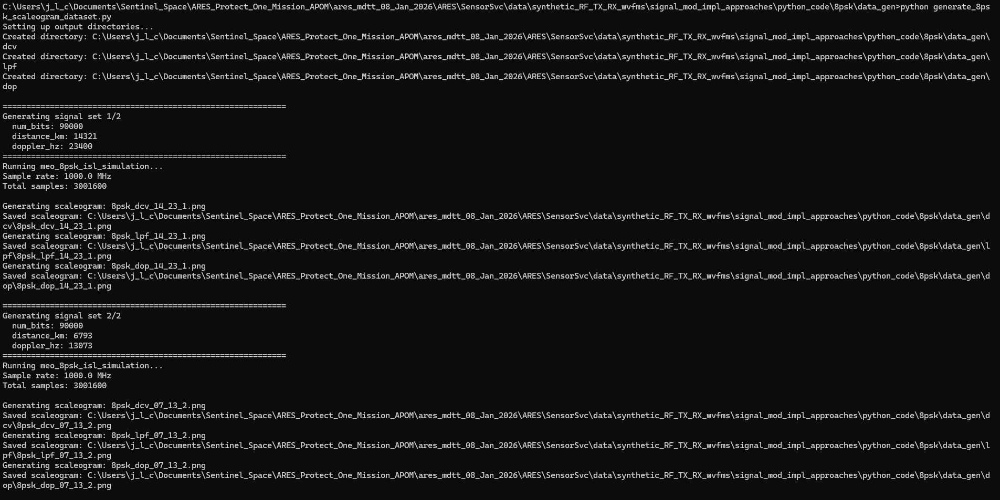 C:\Users\j_l_c\Documents\Sentinel_Space\ARES_Protect_One_Mission_APOM\ares_mdtt_08_Jan_2026\ARES\SensorSvc\data\synthetic_RF_TX_RX_wvfms\signal_mod_impl_approaches\python_code\8psk\data_gen>python generate_8ps
k_scaleogram_dataset.py
Setting up output directories...
Created directory: C:\Users\j_l_c\Documents\Sentinel_Space\ARES_Protect_One_Mission_APOM\ares_mdtt_08_Jan_2026\ARES\SensorSvc\data\synthetic_RF_TX_RX_wvfms\signal_mod_impl_approaches\python_code\8psk\data_gen\
dcv
Created directory: C:\Users\j_l_c\Documents\Sentinel_Space\ARES_Protect_One_Mission_APOM\ares_mdtt_08_Jan_2026\ARES\SensorSvc\data\synthetic_RF_TX_RX_wvfms\signal_mod_impl_approaches\python_code\8psk\data_gen\
lpf
Created directory: C:\Users\j_l_c\Documents\Sentinel_Space\ARES_Protect_One_Mission_APOM\ares_mdtt_08_Jan_2026\ARES\SensorSvc\data\synthetic_RF_TX_RX_wvfms\signal_mod_impl_approaches\python_code\8psk\data_gen\
dop

============================================================
Generating signal set 1/2
  num_bits: 90000
  distance_km: 14321
  doppler_hz: 23400
============================================================
Running meo_8psk_isl_simulation...
Sample rate: 1000.0 MHz
Total samples: 3001600

Generating scaleogram: 8psk_dcv_14_23_1.png
Saved scaleogram: C:\Users\j_l_c\Documents\Sentinel_Space\ARES_Protect_One_Mission_APOM\ares_mdtt_08_Jan_2026\ARES\SensorSvc\data\synthetic_RF_TX_RX_wvfms\signal_mod_impl_approaches\python_code\8psk\data_gen\d
cv\8psk_dcv_14_23_1.png
Generating scaleogram: 8psk_lpf_14_23_1.png
Saved scaleogram: C:\Users\j_l_c\Documents\Sentinel_Space\ARES_Protect_One_Mission_APOM\ares_mdtt_08_Jan_2026\ARES\SensorSvc\data\synthetic_RF_TX_RX_wvfms\signal_mod_impl_approaches\python_code\8psk\data_gen\l
pf\8psk_lpf_14_23_1.png
Generating scaleogram: 8psk_dop_14_23_1.png
Saved scaleogram: C:\Users\j_l_c\Documents\Sentinel_Space\ARES_Protect_One_Mission_APOM\ares_mdtt_08_Jan_2026\ARES\SensorSvc\data\synthetic_RF_TX_RX_wvfms\signal_mod_impl_approaches\python_code\8psk\data_gen\d
op\8psk_dop_14_23_1.png

============================================================
Generating signal set 2/2
  num_bits: 90000
  distance_km: 6793
  doppler_hz: 13073
============================================================
Running meo_8psk_isl_simulation...
Sample rate: 1000.0 MHz
Total samples: 3001600

Generating scaleogram: 8psk_dcv_07_13_2.png
Saved scaleogram: C:\Users\j_l_c\Documents\Sentinel_Space\ARES_Protect_One_Mission_APOM\ares_mdtt_08_Jan_2026\ARES\SensorSvc\data\synthetic_RF_TX_RX_wvfms\signal_mod_impl_approaches\python_code\8psk\data_gen\d
cv\8psk_dcv_07_13_2.png
Generating scaleogram: 8psk_lpf_07_13_2.png
Saved scaleogram: C:\Users\j_l_c\Documents\Sentinel_Space\ARES_Protect_One_Mission_APOM\ares_mdtt_08_Jan_2026\ARES\SensorSvc\data\synthetic_RF_TX_RX_wvfms\signal_mod_impl_approaches\python_code\8psk\data_gen\l
pf\8psk_lpf_07_13_2.png
Generating scaleogram: 8psk_dop_07_13_2.png
Saved scaleogram: C:\Users\j_l_c\Documents\Sentinel_Space\ARES_Protect_One_Mission_APOM\ares_mdtt_08_Jan_2026\ARES\SensorSvc\data\synthetic_RF_TX_RX_wvfms\signal_mod_impl_approaches\python_code\8psk\data_gen\d
op\8psk_dop_07_13_2.png